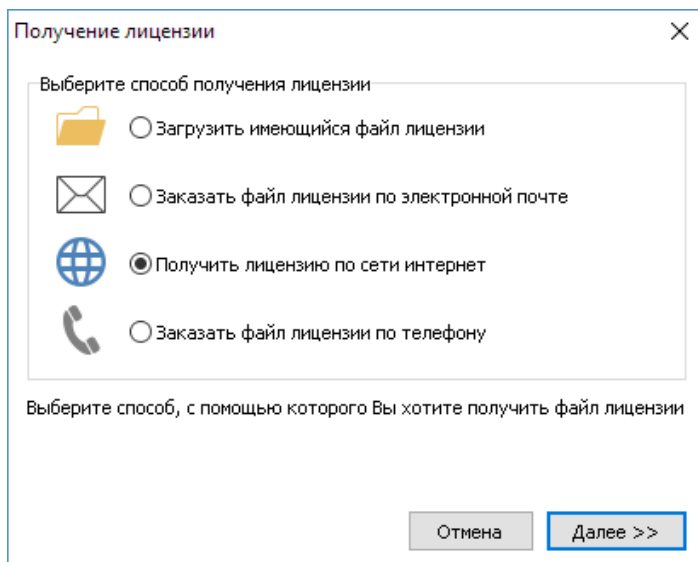 Получение лицензии
Выберите способ получения лицензии
Загрузить имеющийся файл лицензии
Заказать файл лицензии по электронной почте
Получить лицензию по сети интернет
Заказать файл лицензии по телефону
Выберите способ, с помощью которого Вы хотите получить файл лицензии
Отмена Далее >>